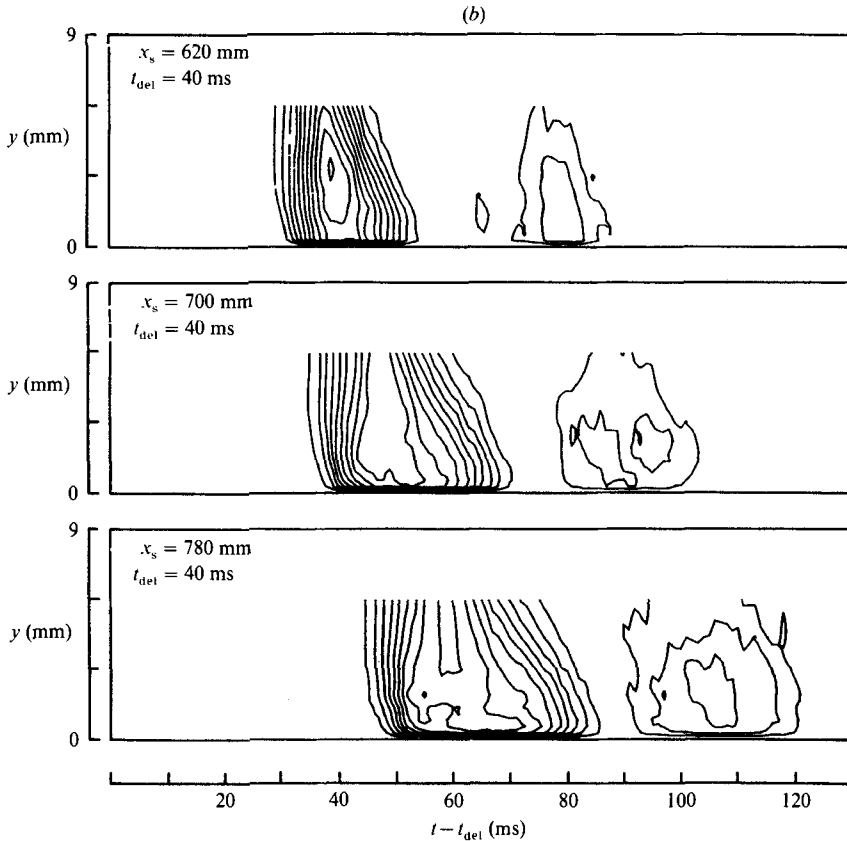 (b)
9
x_s = 620 mm
t_del = 40 ms
y (mm)
0
9
x_s = 700 mm
t_del = 40 ms
y (mm)
0
9
x_s = 780 mm
t_del = 40 ms
y (mm)
0
20 40 60 80 100 120
t − t_del (ms)